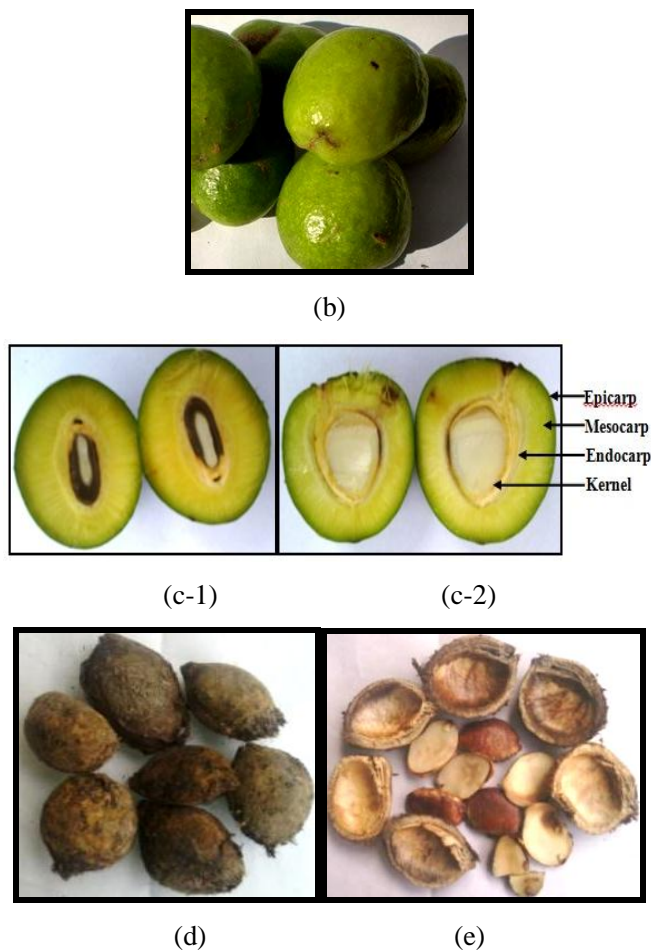 (b)
Epicarp
Mesocarp
Endocarp
Kernel
(c-1) (c-2)
(d) (e)